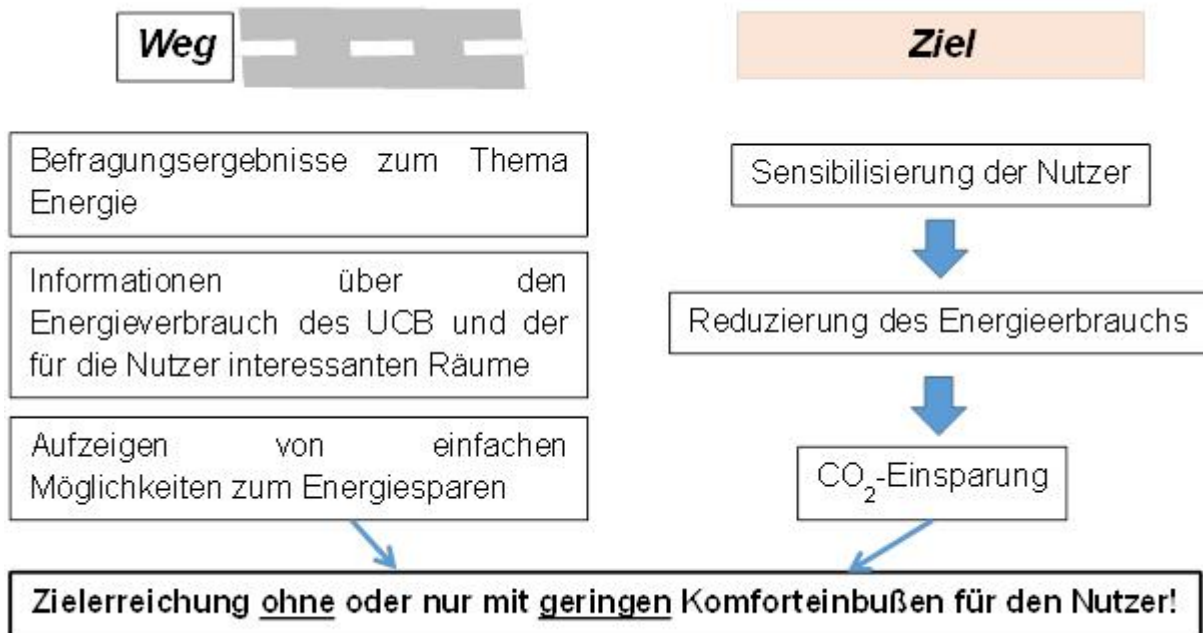 Weg
Befragungsergebnisse zum Thema
Energie
Informationen über den
Energieverbrauch des UCB und der
für die Nutzer interessanten Räume
Aufzeigen von einfachen
Möglichkeiten zum Energiesparen
Ziel
Sensibilisierung der Nutzer
Reduzierung des Energieerbrauchs
CO₂-Einsparung
Zielerreichung ohne oder nur mit geringen Komforteinbußen für den Nutzer!